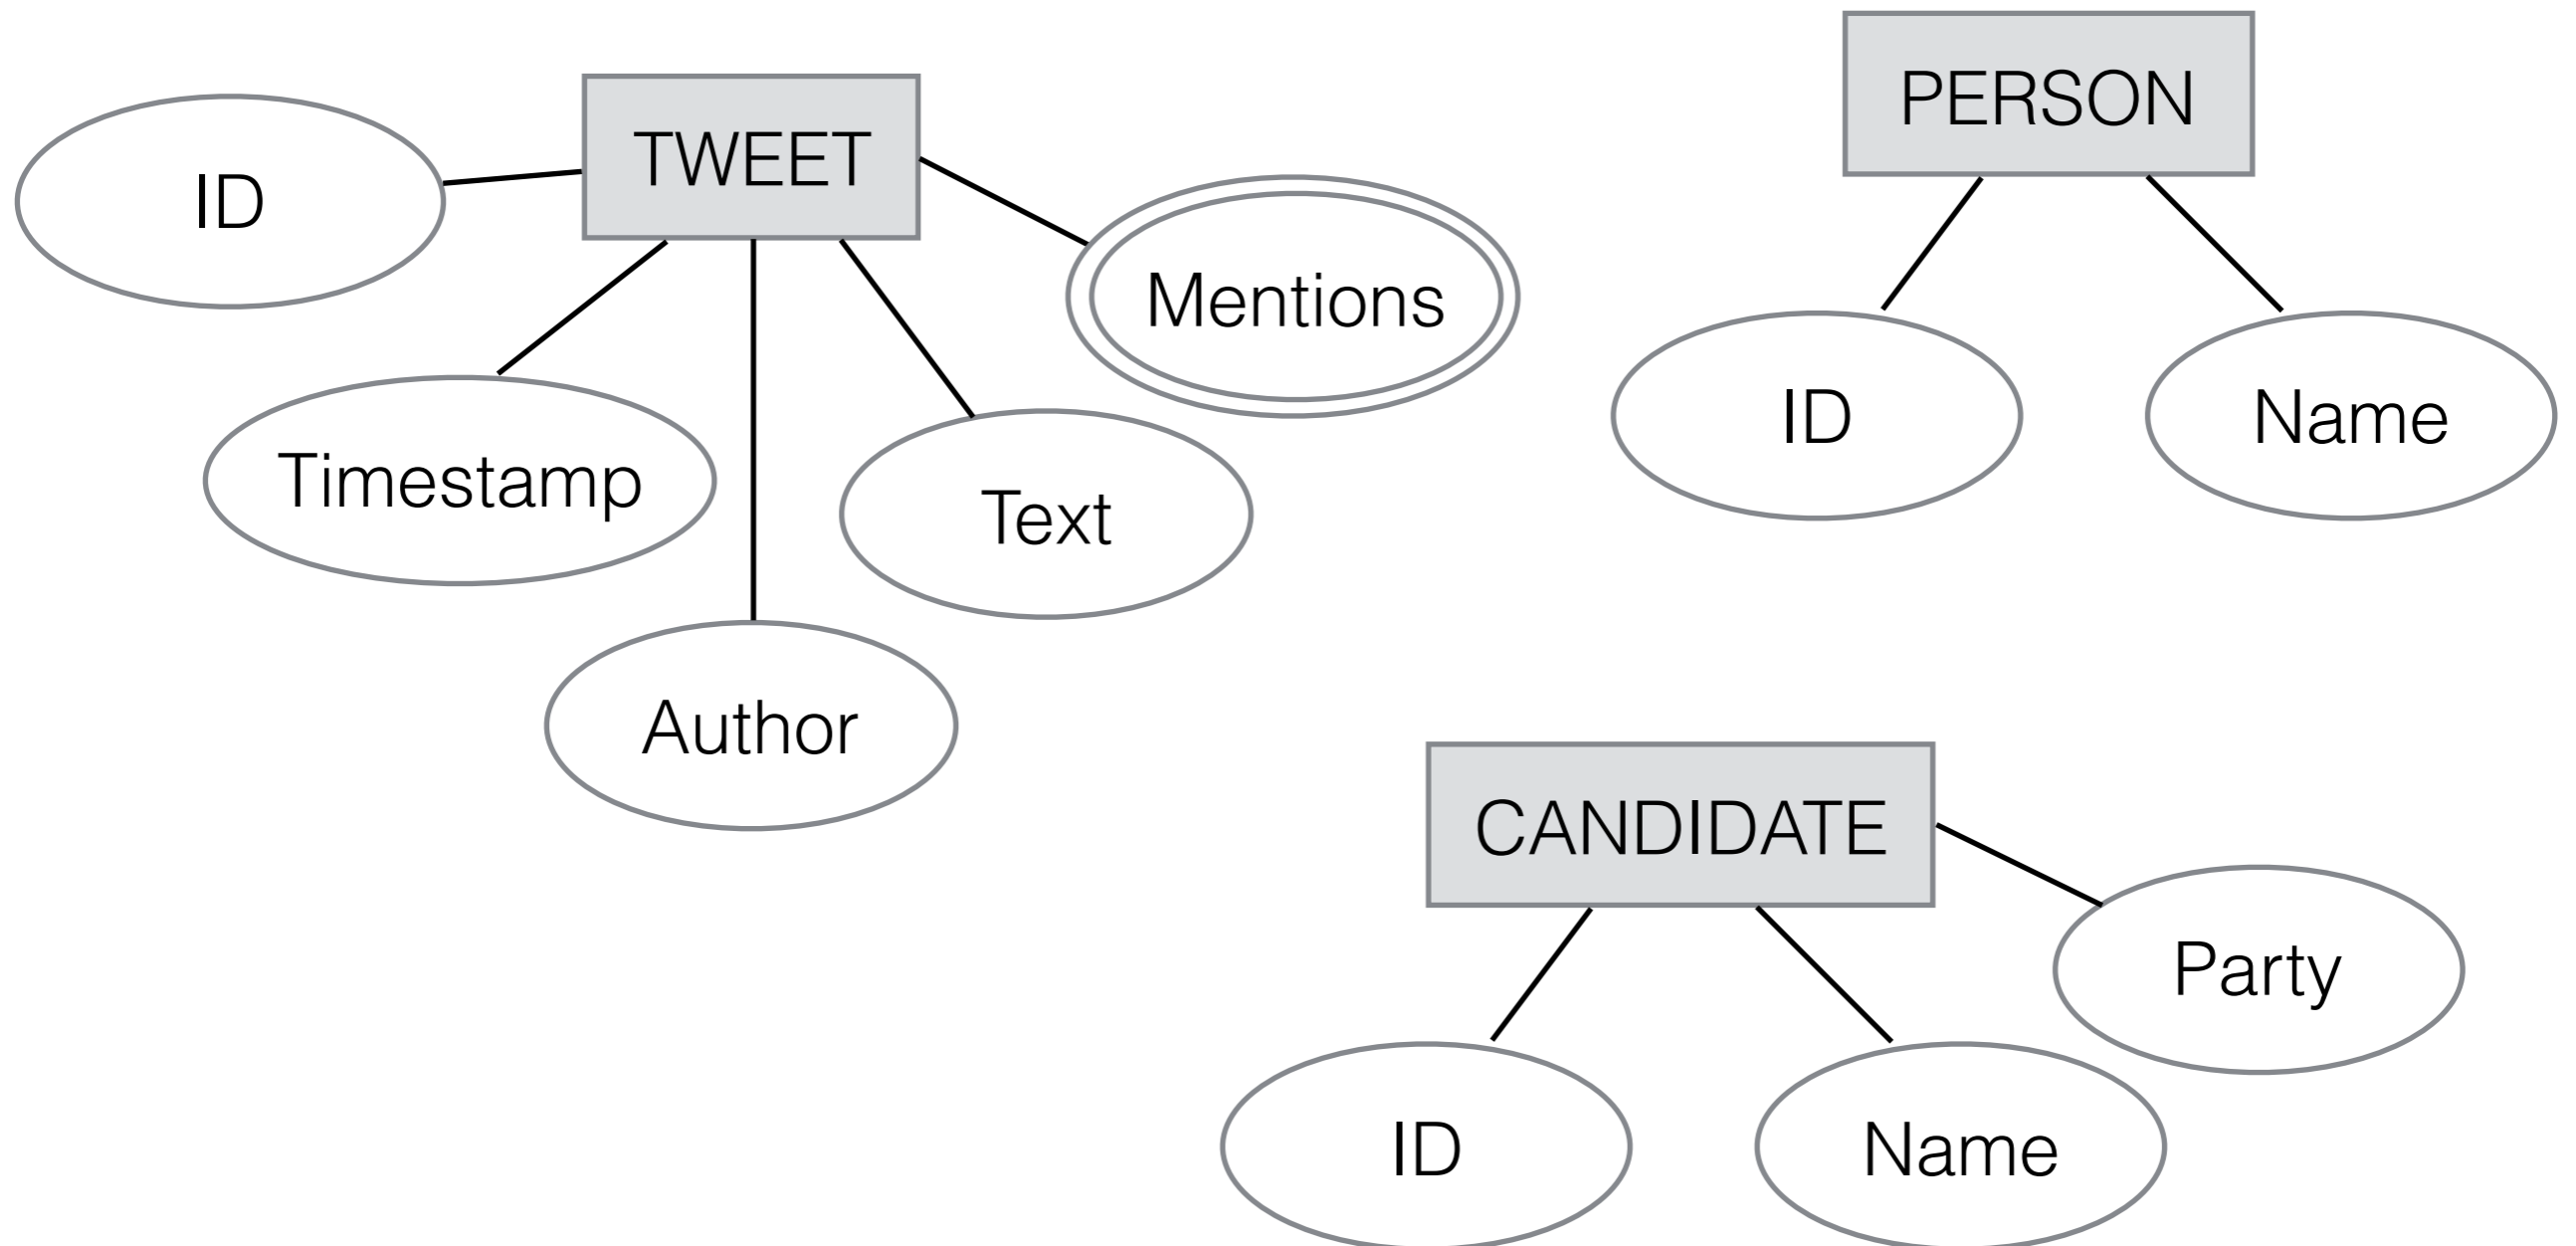 TWEET
ID
Mentions
Timestamp
Text
Author
PERSON
ID
Name
CANDIDATE
Party
ID
Name